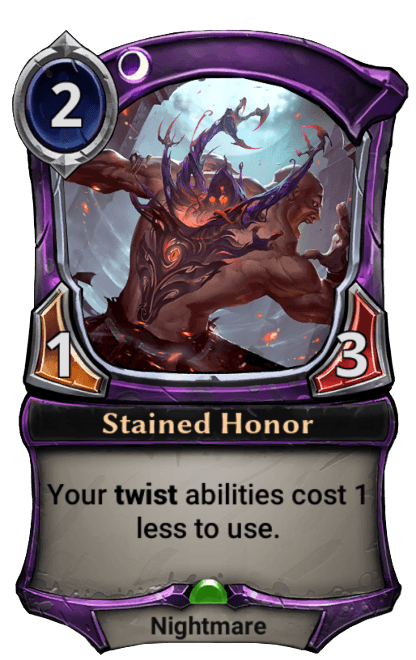 2
1
3
Stained Honor
Your twist abilities cost 1
less to use.
Nightmare